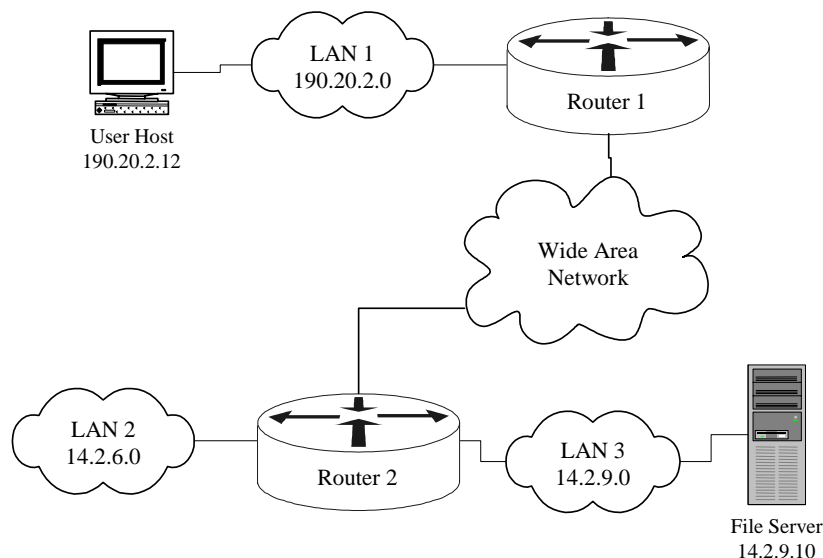 LAN 1
190.20.2.0
Router 1
User Host
190.20.2.12
Wide Area
Network
LAN 2
14.2.6.0
Router 2
LAN 3
14.2.9.0
File Server
14.2.9.10